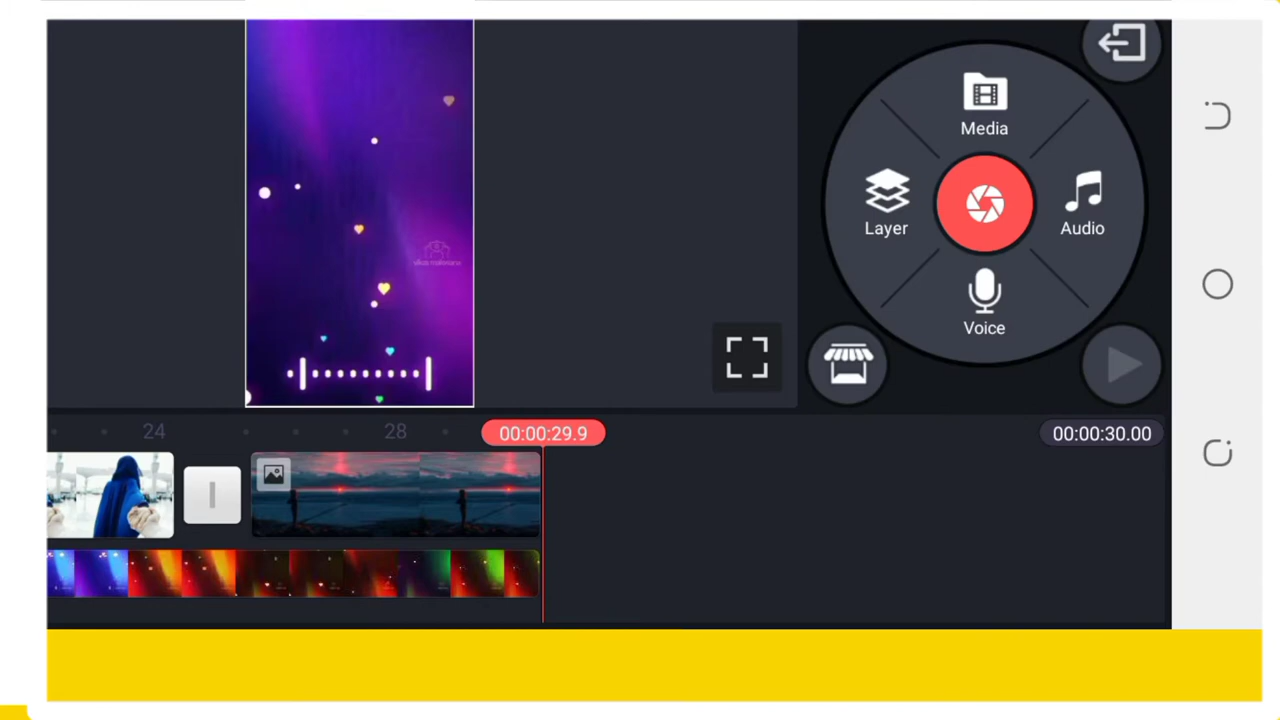 Media
Layer
Audio
Voice
24
28
00:00:29.9
00:00:30.00